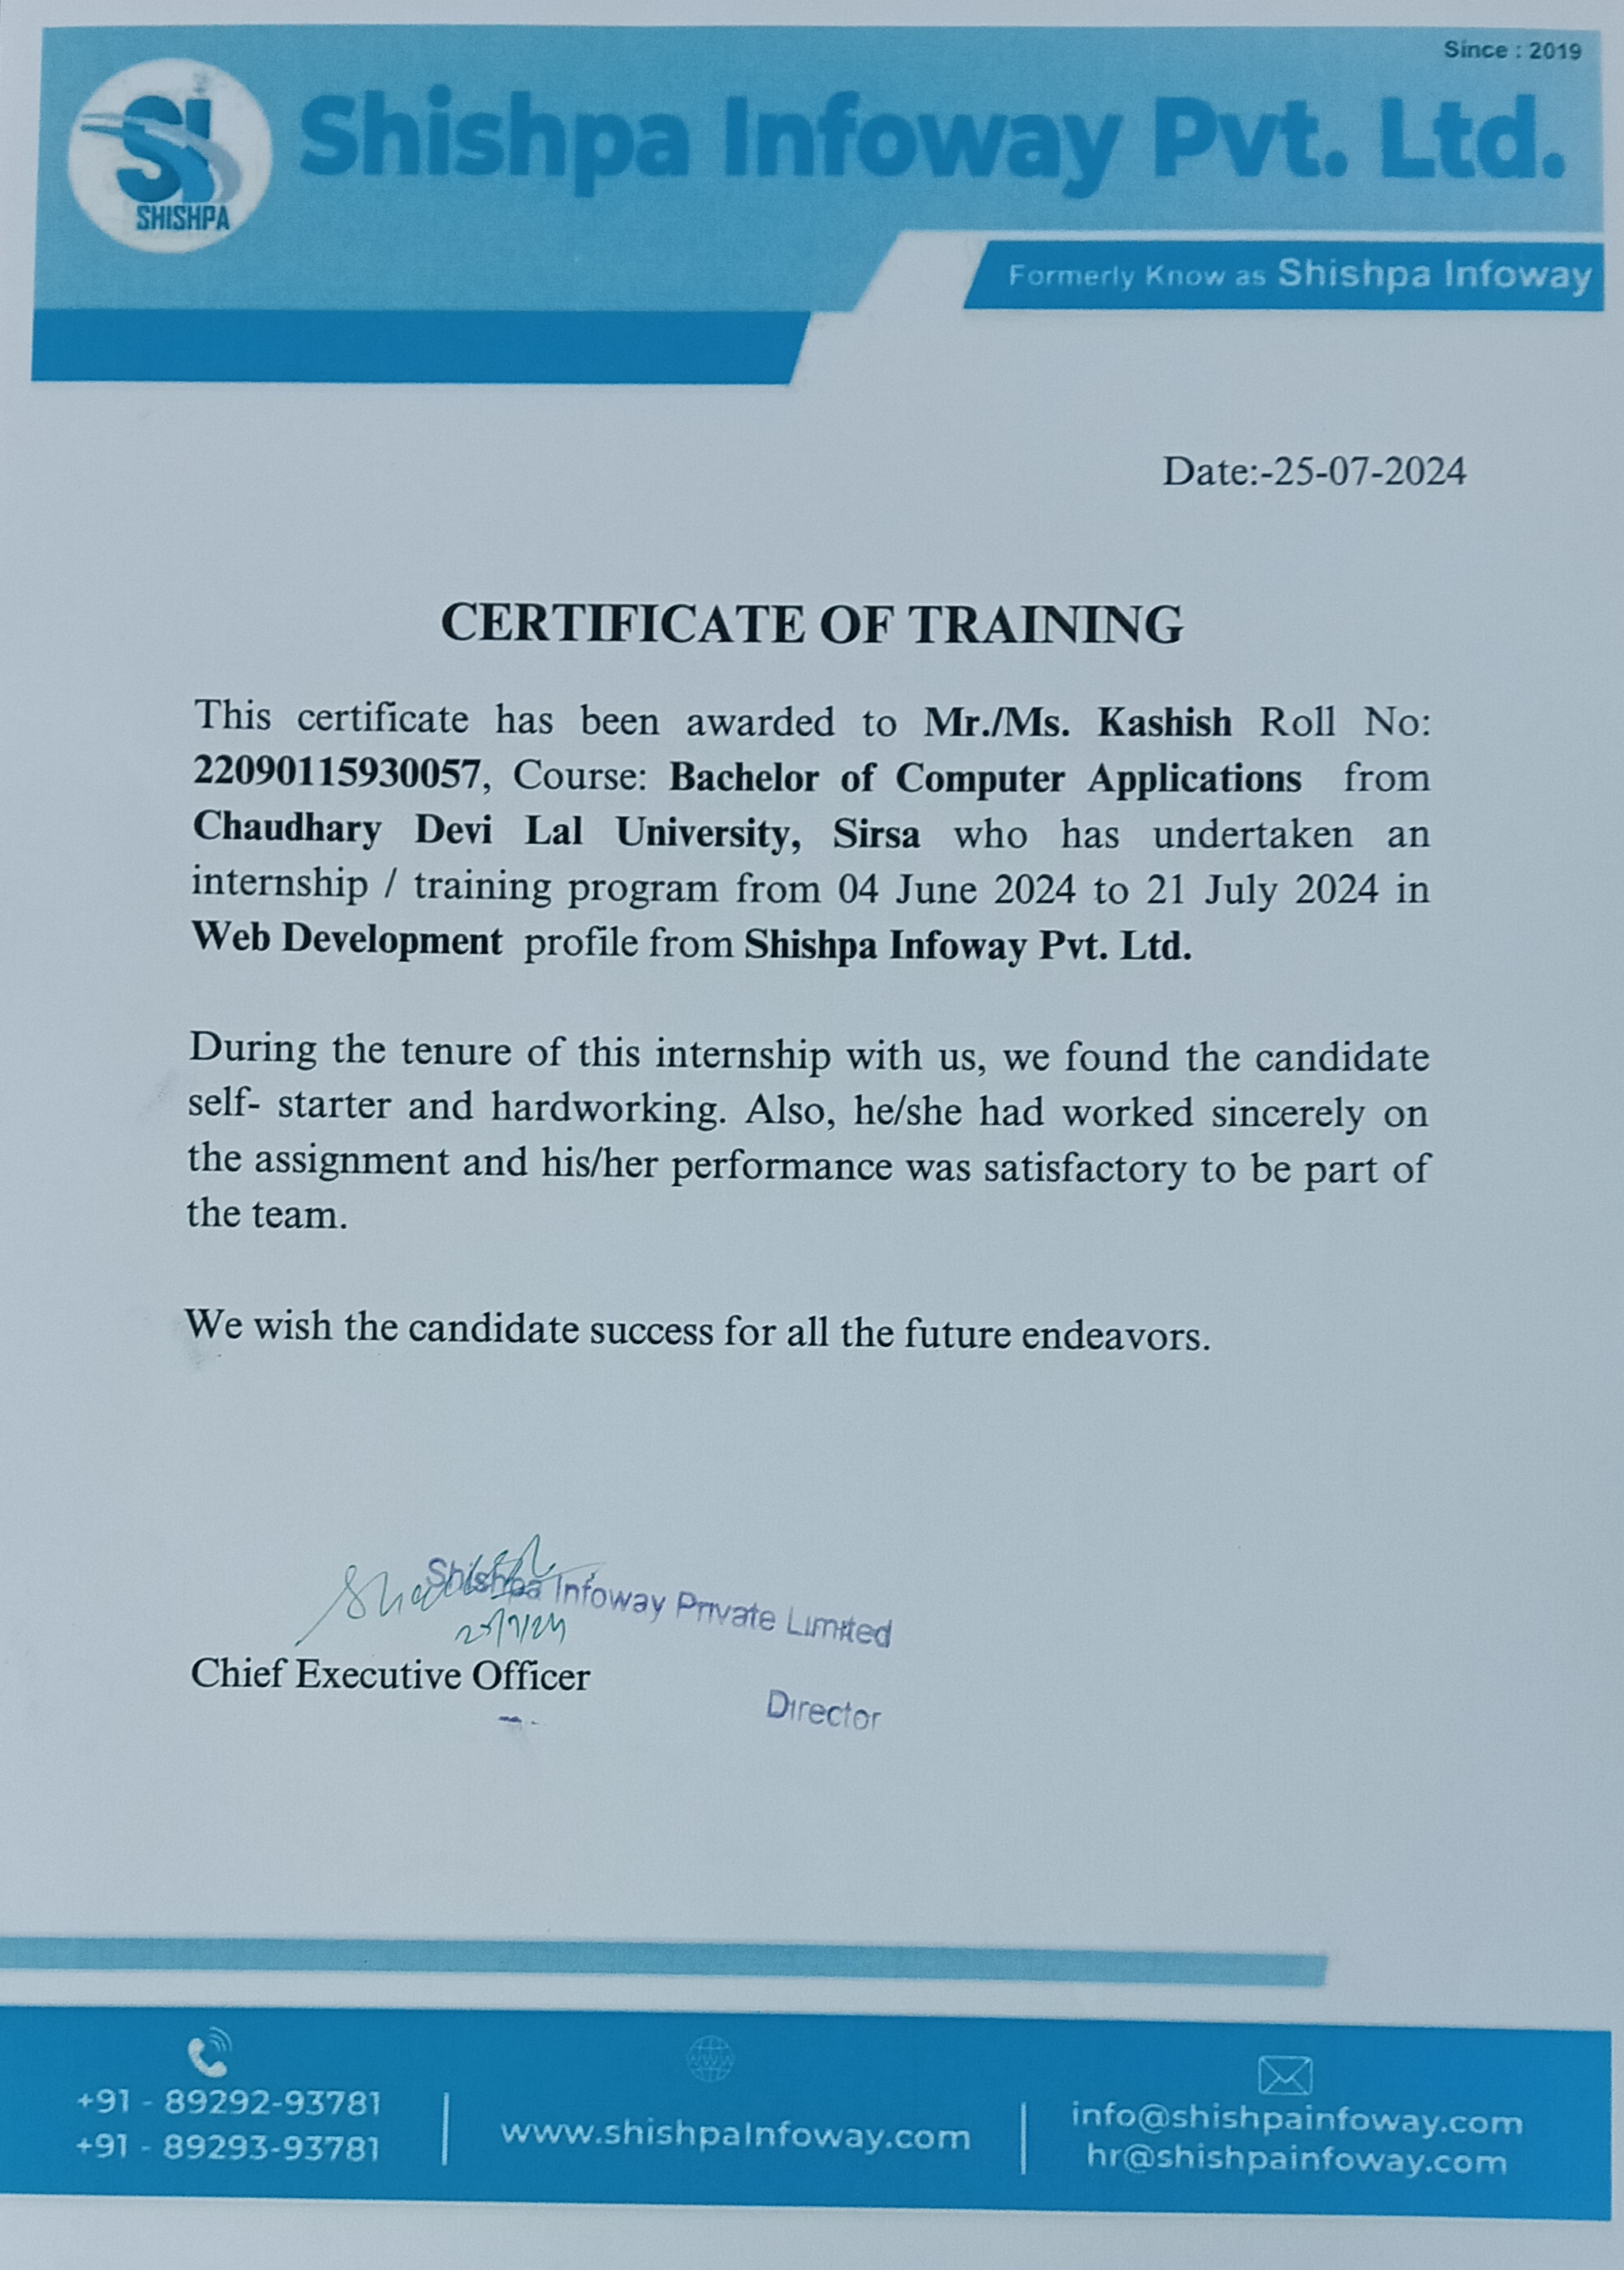 Since : 2019
SI
SHISHPA
Shishpa Infoway Pvt. Ltd.
Formerly Know as Shishpa Infoway
Date:-25-07-2024
CERTIFICATE OF TRAINING
This certificate has been awarded to Mr./Ms. Kashish Roll No:
22090115930057, Course: Bachelor of Computer Applications from
Chaudhary Devi Lal University, Sirsa who has undertaken an
internship / training program from 04 June 2024 to 21 July 2024 in
Web Development profile from Shishpa Infoway Pvt. Ltd.
During the tenure of this internship with us, we found the candidate
self- starter and hardworking. Also, he/she had worked sincerely on
the assignment and his/her performance was satisfactory to be part of
the team.
We wish the candidate success for all the future endeavors.
Shishpa Infoway Private Limited
25/7/24
Chief Executive Officer
Director
+91 - 89292-93781
+91 - 89293-93781
www.shishpaInfoway.com
info@shishpainfoway.com
hr@shishpainfoway.com